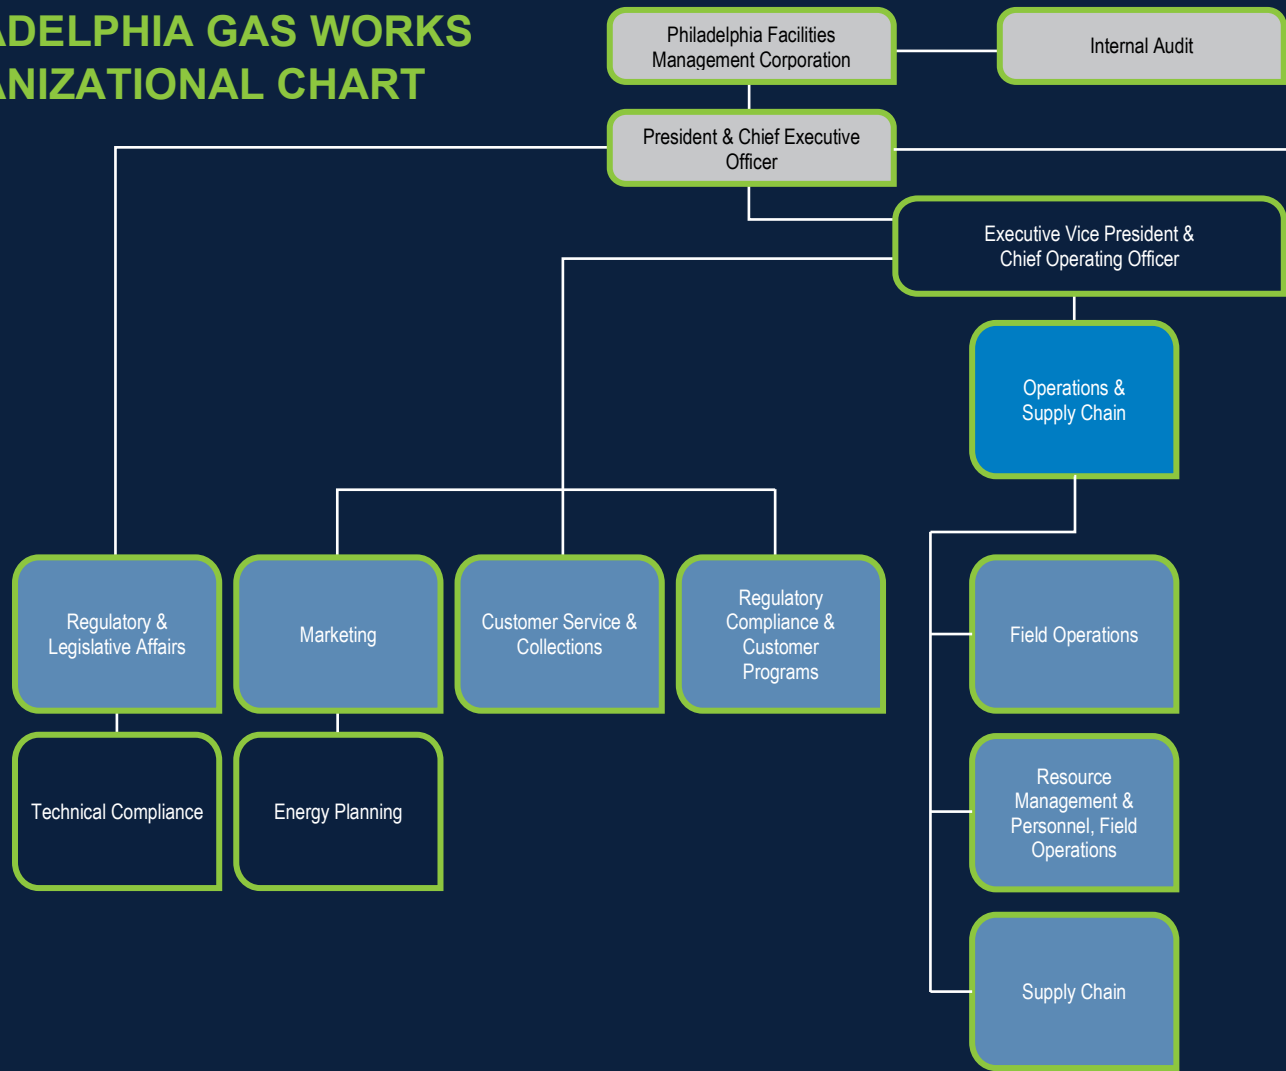 ADELPHIA GAS WORKS
ANIZATIONAL CHART
Philadelphia Facilities
Management Corporation
Internal Audit
President & Chief Executive
Officer
Executive Vice President &
Chief Operating Officer
Operations &
Supply Chain
Regulatory &
Legislative Affairs
Marketing
Customer Service &
Collections
Regulatory
Compliance &
Customer
Programs
Field Operations
Technical Compliance
Energy Planning
Resource
Management &
Personnel, Field
Operations
Supply Chain